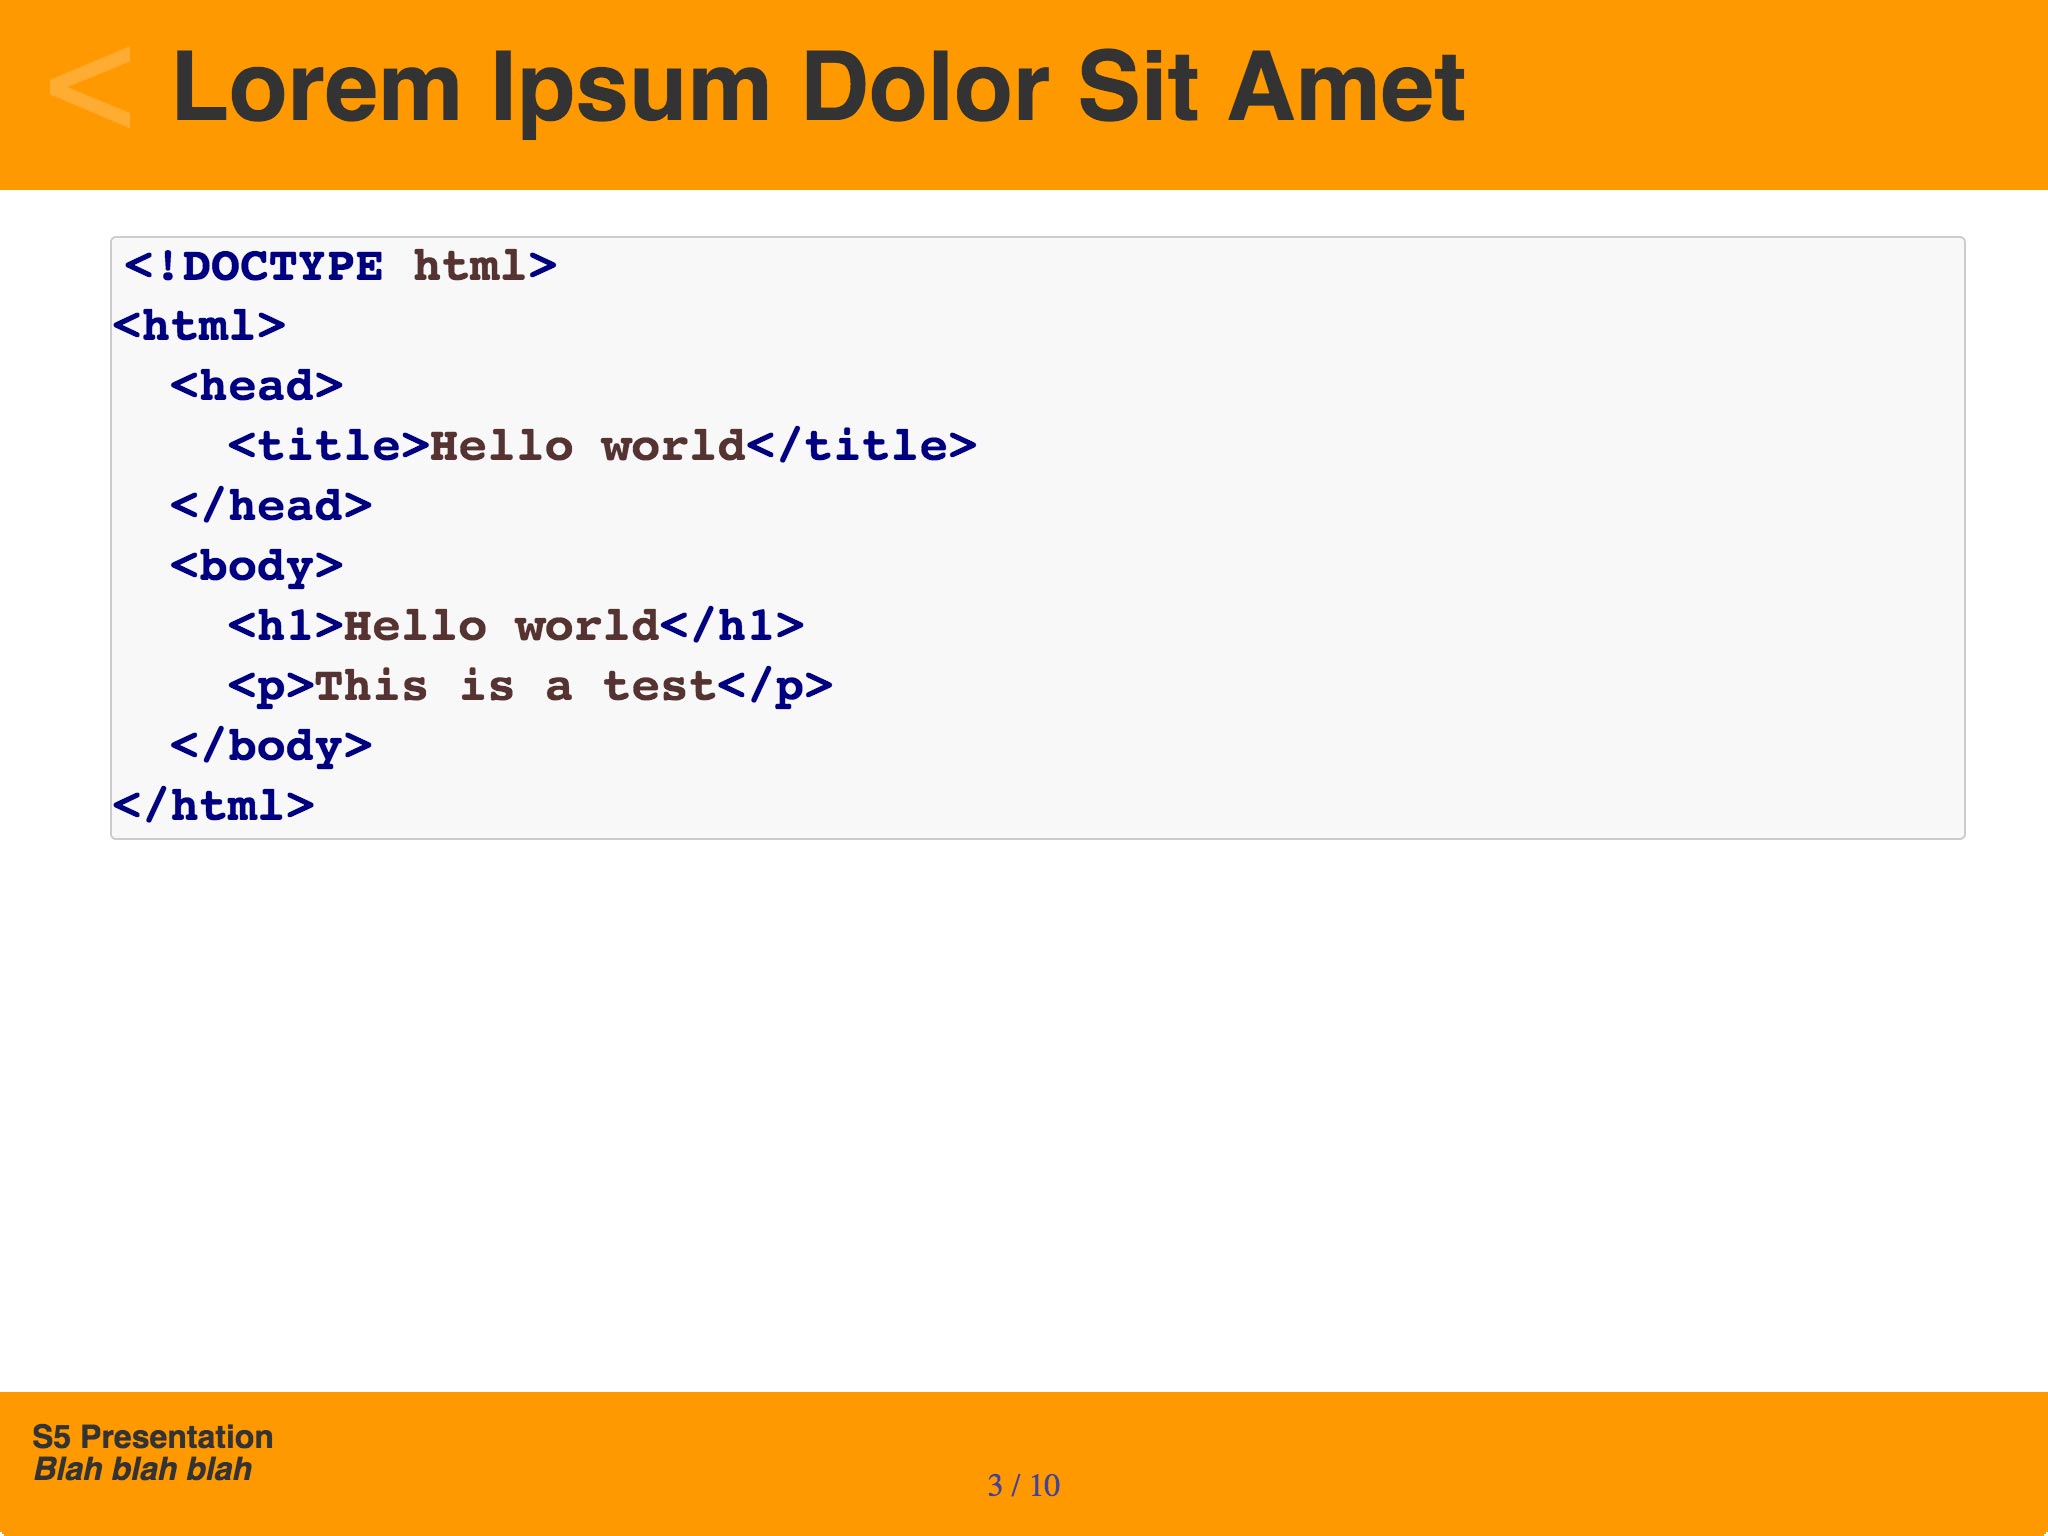 < Lorem Ipsum Dolor Sit Amet
<!DOCTYPE html>
<html>
  <head>
    <title>Hello world</title>
  </head>
  <body>
    <h1>Hello world</h1>
    <p>This is a test</p>
  </body>
</html>
S5 Presentation
Blah blah blah
3 / 10